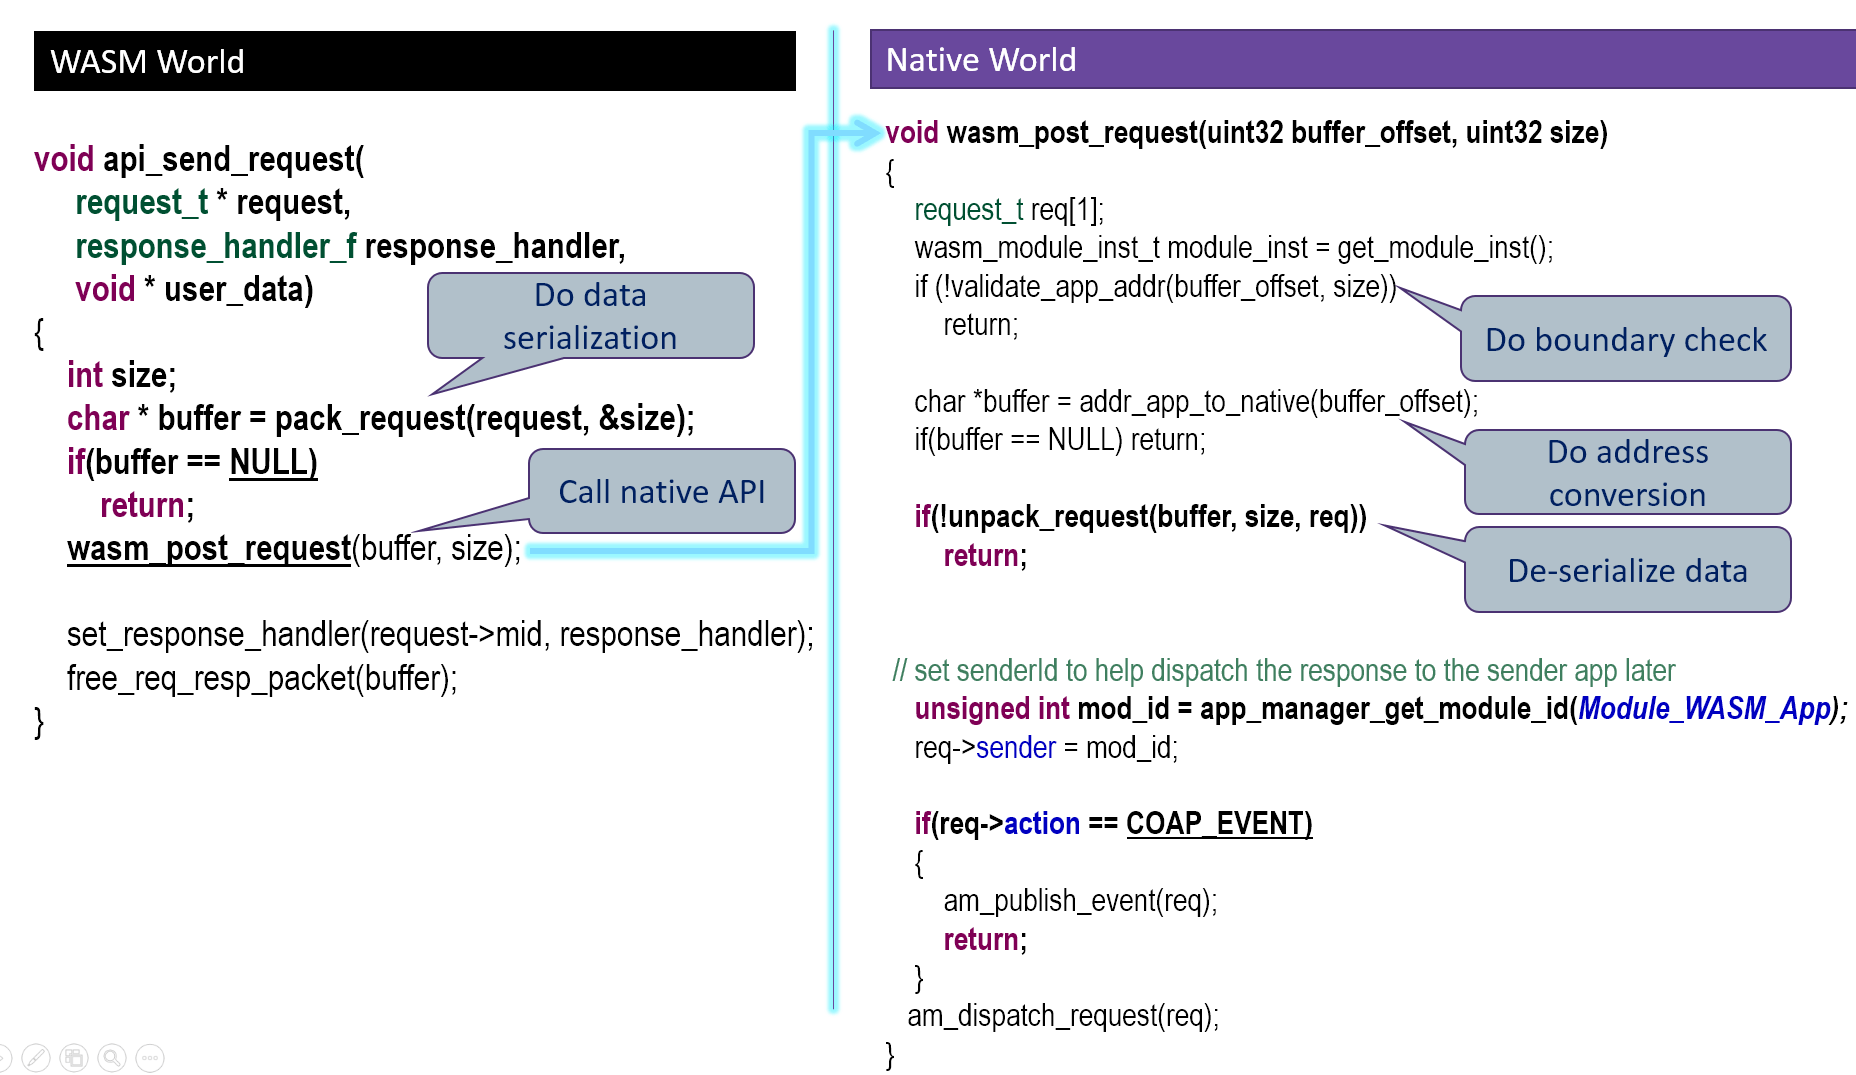 WASM World
void api_send_request(
request_t * request,
response_handler_f response_handler,
void * user_data)
{
Do data
serialization
int size;
char * buffer = pack_request(request, &size);
if(buffer == NULL)
return;
Call native API
wasm_post_request(buffer, size);
set_response_handler(request->mid, response_handler);
free_req_resp_packet(buffer);
}
Native World
void wasm_post_request(uint32 buffer_offset, uint32 size)
{
request_t req[1];
wasm_module_inst_t module_inst = get_module_inst();
if (!validate_app_addr(buffer_offset, size))
return;
Do boundary check
char *buffer = addr_app_to_native(buffer_offset);
if(buffer == NULL) return;
Do address
conversion
if(!unpack_request(buffer, size, req))
return;
De-serialize data
// set senderId to help dispatch the response to the sender app later
unsigned int mod_id = app_manager_get_module_id(Module_WASM_App);
req->sender = mod_id;
if(req->action == COAP_EVENT)
{
am_publish_event(req);
return;
}
am_dispatch_request(req);
}